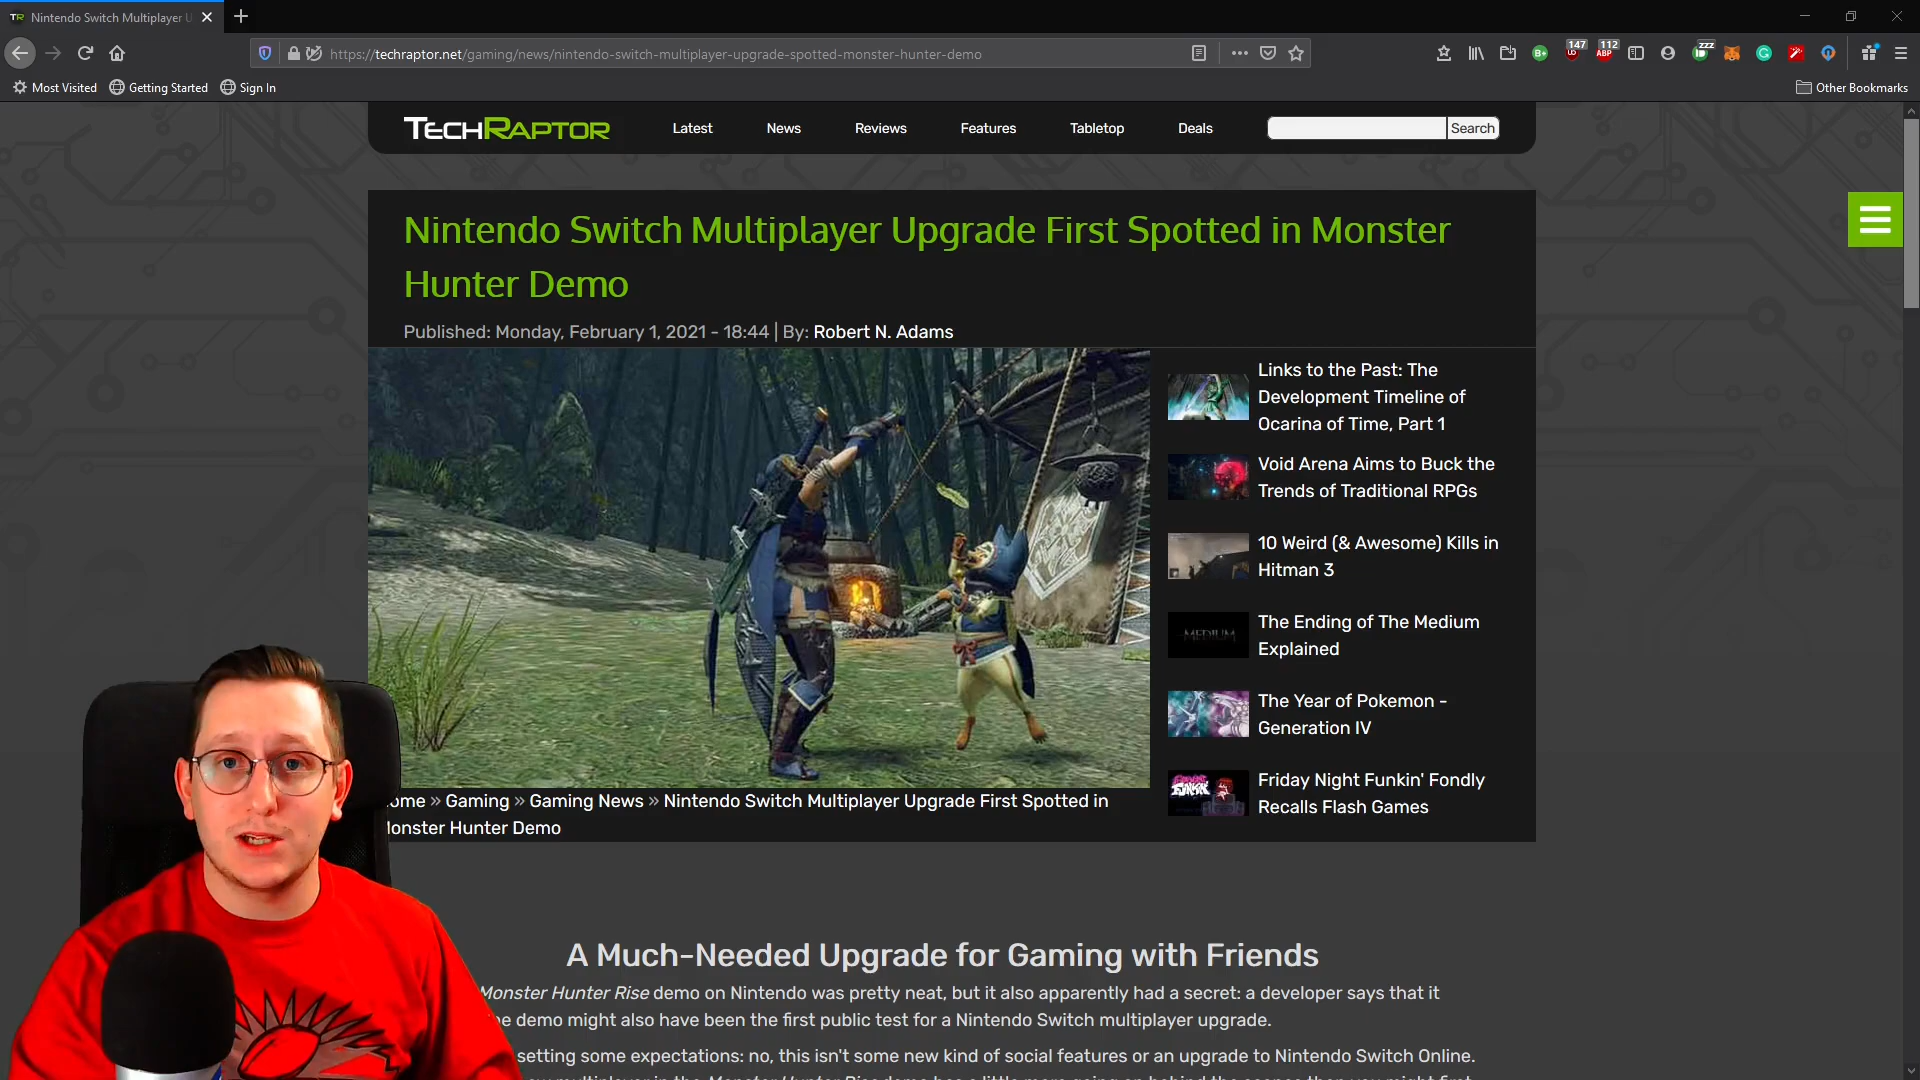 TR Nintendo Switch Multiplayer U
https://techraptor.net/gaming/news/nintendo-switch-multiplayer-upgrade-spotted-monster-hunter-demo
147
112
ABP
zzz
Most Visited Getting Started Sign In Other Bookmarks
TECHRAPTOR Latest News Reviews Features Tabletop Deals Search
Nintendo Switch Multiplayer Upgrade First Spotted in Monster
Hunter Demo
Published: Monday, February 1, 2021 - 18:44 | By: Robert N. Adams
Links to the Past: The
Development Timeline of
Ocarina of Time, Part 1
Void Arena Aims to Buck the
Trends of Traditional RPGs
10 Weird (& Awesome) Kills in
Hitman 3
MEDIUM
The Ending of The Medium
Explained
The Year of Pokemon -
Generation IV
Friday Night Funkin' Fondly
Recalls Flash Games
ome » Gaming » Gaming News » Nintendo Switch Multiplayer Upgrade First Spotted in
onster Hunter Demo
A Much-Needed Upgrade for Gaming with Friends
Monster Hunter Rise demo on Nintendo was pretty neat, but it also apparently had a secret: a developer says that it
he demo might also have been the first public test for a Nintendo Switch multiplayer upgrade.
setting some expectations: no, this isn't some new kind of social features or an upgrade to Nintendo Switch Online.